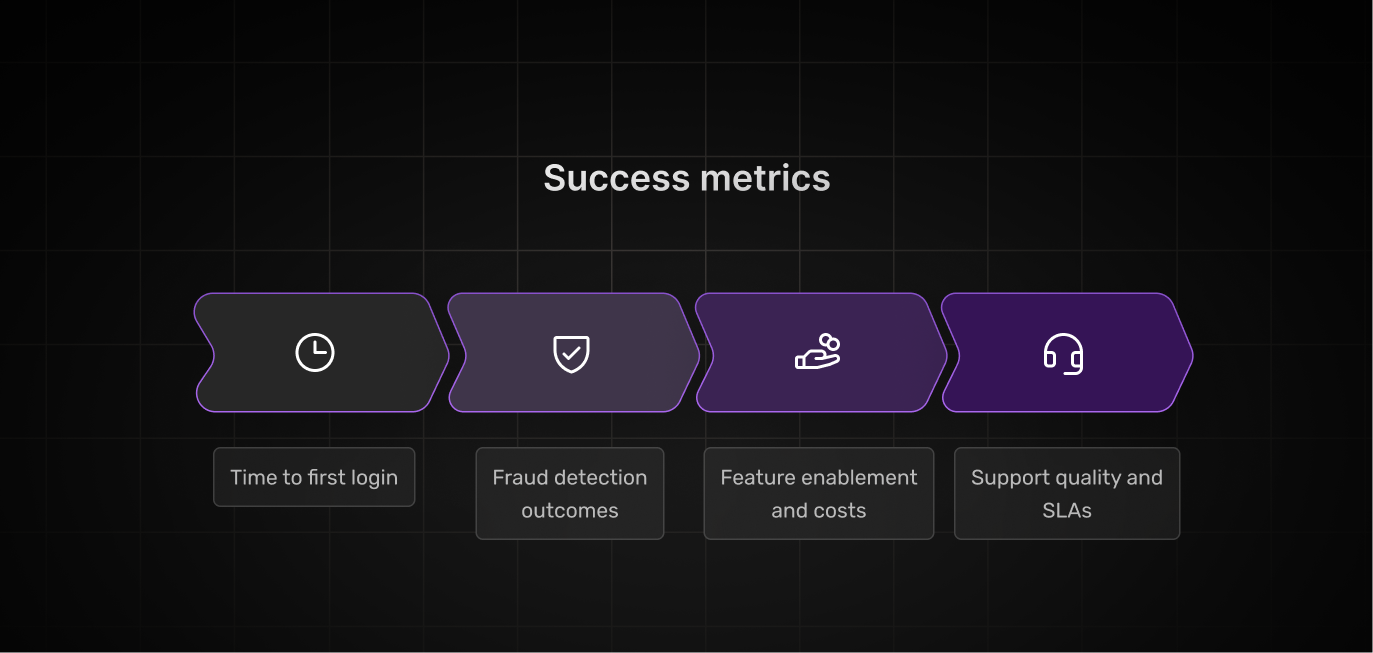 Success metrics
Time to first login
Fraud detection
outcomes
Feature enablement
and costs
Support quality and
SLAs